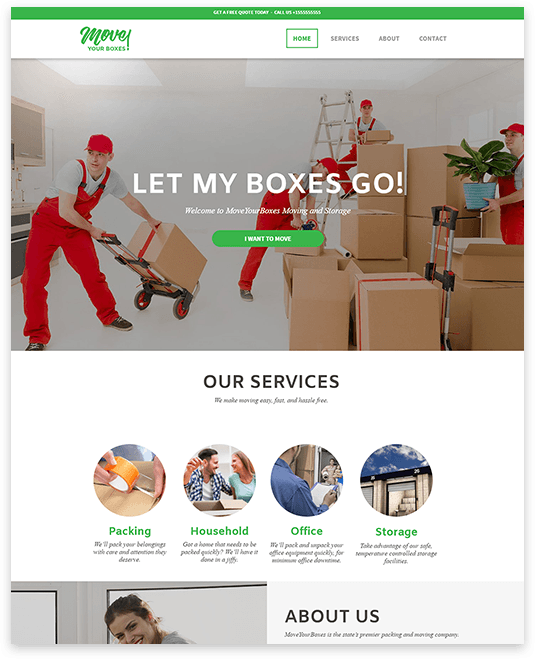 GET A FREE QUOTE TODAY - CALL US +1555555555
Move!
YOUR BOXES
HOME
SERVICES
ABOUT
CONTACT
LET MY BOXES GO!
Welcome to MoveYourBoxes Moving and Storage
I WANT TO MOVE
OUR SERVICES
We make moving easy, fast, and hassle free.
Packing
We'll pack your belongings
with care and attention they
deserve.
Household
Got a home that needs to be
packed quickly? We'll have it
done in a jiffy.
Office
We'll pack and unpack your
office equipment quickly, for
minimum office downtime.
Storage
Take advantage of our safe,
temperature controlled storage
facilities.
ABOUT US
MoveYourBoxes is the state's premier packing and moving company.